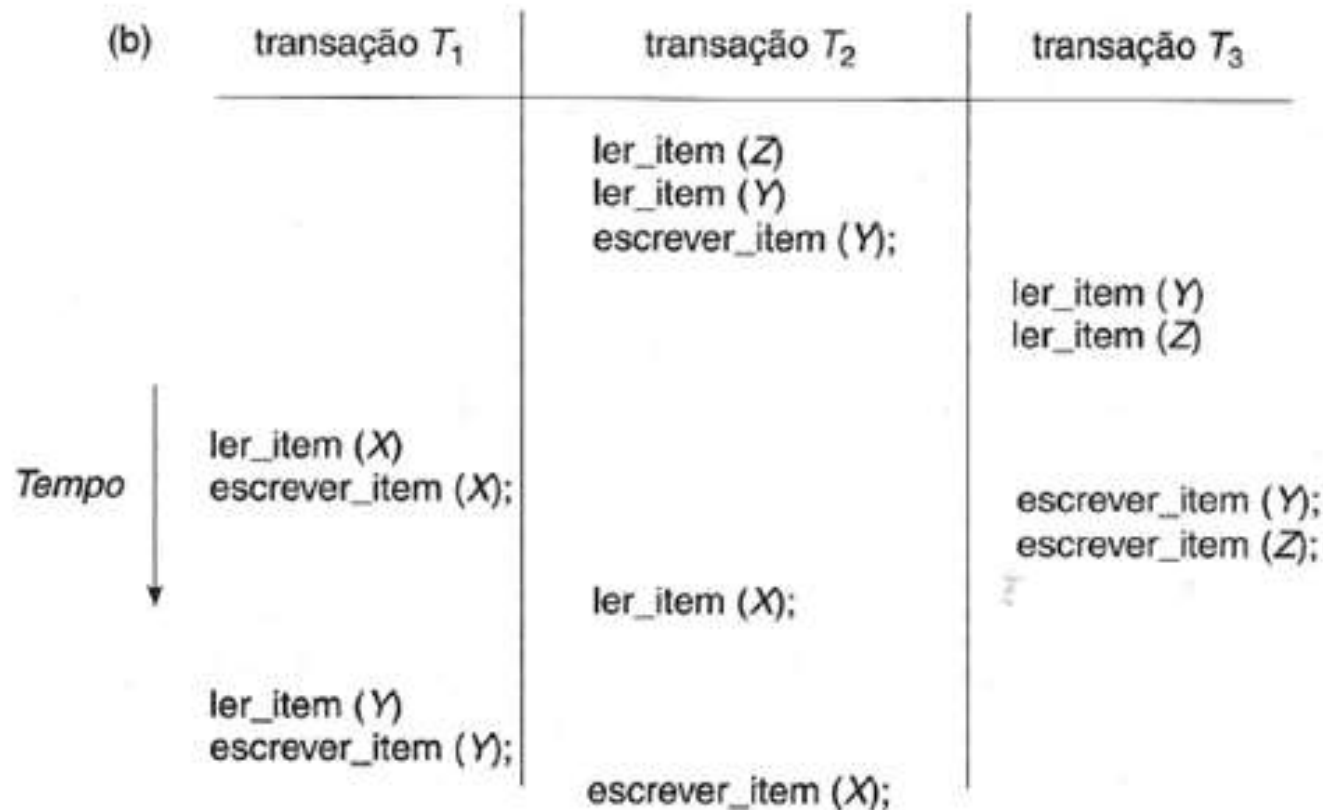 (b) transação T₁ transação T₂ transação T₃
ler_item (Z)
ler_item (Y)
escrever_item (Y);
ler_item (Y)
ler_item (Z)
ler_item (X)
Tempo escrever_item (X); escrever_item (Y);
escrever_item (Z);
ler_item (X);
ler_item (Y)
escrever_item (Y);
escrever_item (X);